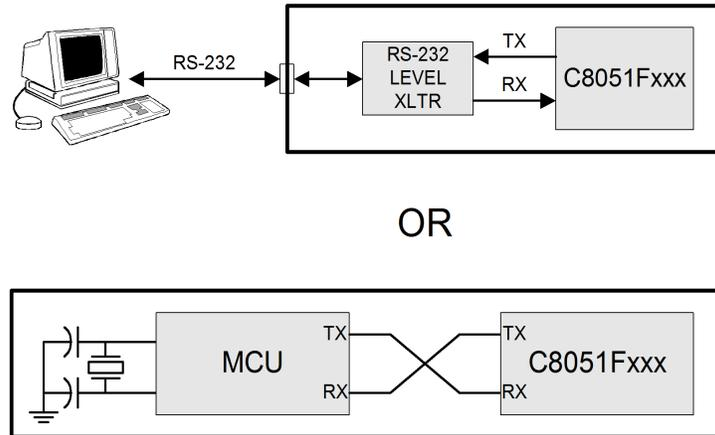 RS-232
RS-232
LEVEL
XLTR
TX
RX
C8051Fxxx
OR
MCU
TX
RX
TX
RX
C8051Fxxx